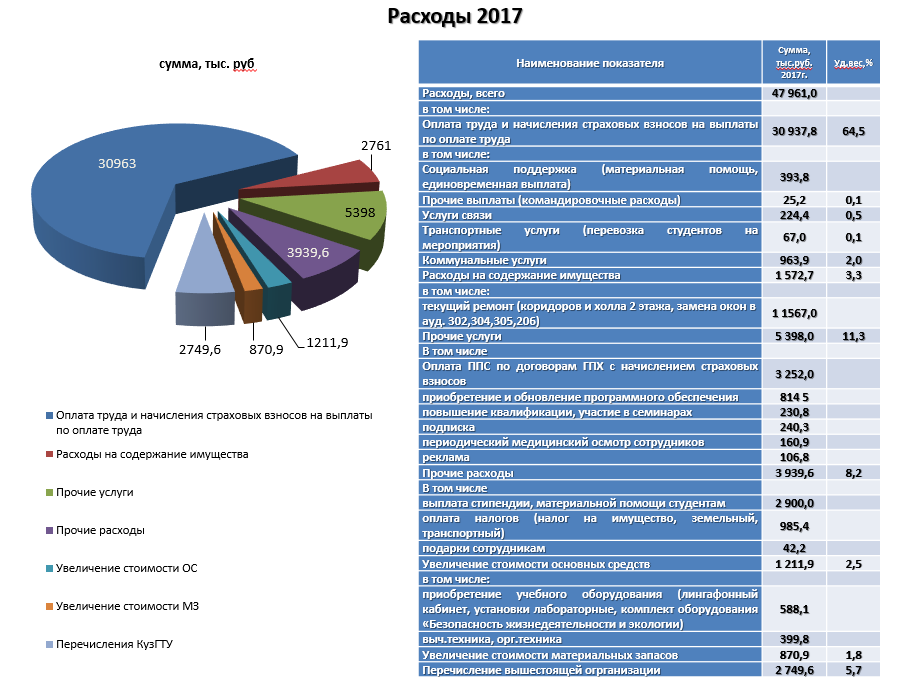 Расходы 2017
сумма, тыс. руб
30963
2761
5398
3939,6
1211,9
870,9
2749,6
Оплата труда и начисления страховых взносов на выплаты
по оплате труда
Расходы на содержание имущества
Прочие услуги
Прочие расходы
Увеличение стоимости ОС
Увеличение стоимости МЗ
Перечисления КузГТУ
Наименование показателя
Сумма,
тыс.руб.
2017г.
Уд.вес,%
Расходы, всего 47 961,0
в том числе:
Оплата труда и начисления страховых взносов на выплаты
по оплате труда 30 937,8 64,5
в том числе:
Социальная поддержка (материальная помощь,
единовременная выплата) 393,8
Прочие выплаты (командировочные расходы) 25,2 0,1
Услуги связи 224,4 0,5
Транспортные услуги (перевозка студентов на
мероприятия) 67,0 0,1
Коммунальные услуги 963,9 2,0
Расходы на содержание имущества 1 572,7 3,3
в том числе:
текущий ремонт (коридоров и холла 2 этажа, замена окон в
ауд. 302,304,305,206) 1 1567,0
Прочие услуги 5 398,0 11,3
В том числе
Оплата ППС по договорам ГПХ с начислением страховых
взносов 3 252,0
приобретение и обновление программного обеспечения 814 5
повышение квалификации, участие в семинарах 230,8
подписка 240,3
периодический медицинский осмотр сотрудников 160,9
реклама 106,8
Прочие расходы 3 939,6 8,2
В том числе
выплата стипендии, материальной помощи студентам 2 900,0
оплата налогов (налог на имущество, земельный,
транспортный) 985,4
подарки сотрудникам 42,2
Увеличение стоимости основных средств 1 211,9 2,5
в том числе:
приобретение учебного оборудования (лингафонный
кабинет, установки лабораторные, комплект оборудования
«Безопасность жизнедеятельности и экологии) 588,1
выч.техника, орг.техника 399,8
Увеличение стоимости материальных запасов 870,9 1,8
Перечисление вышестоящей огрганизации 2 749,6 5,7